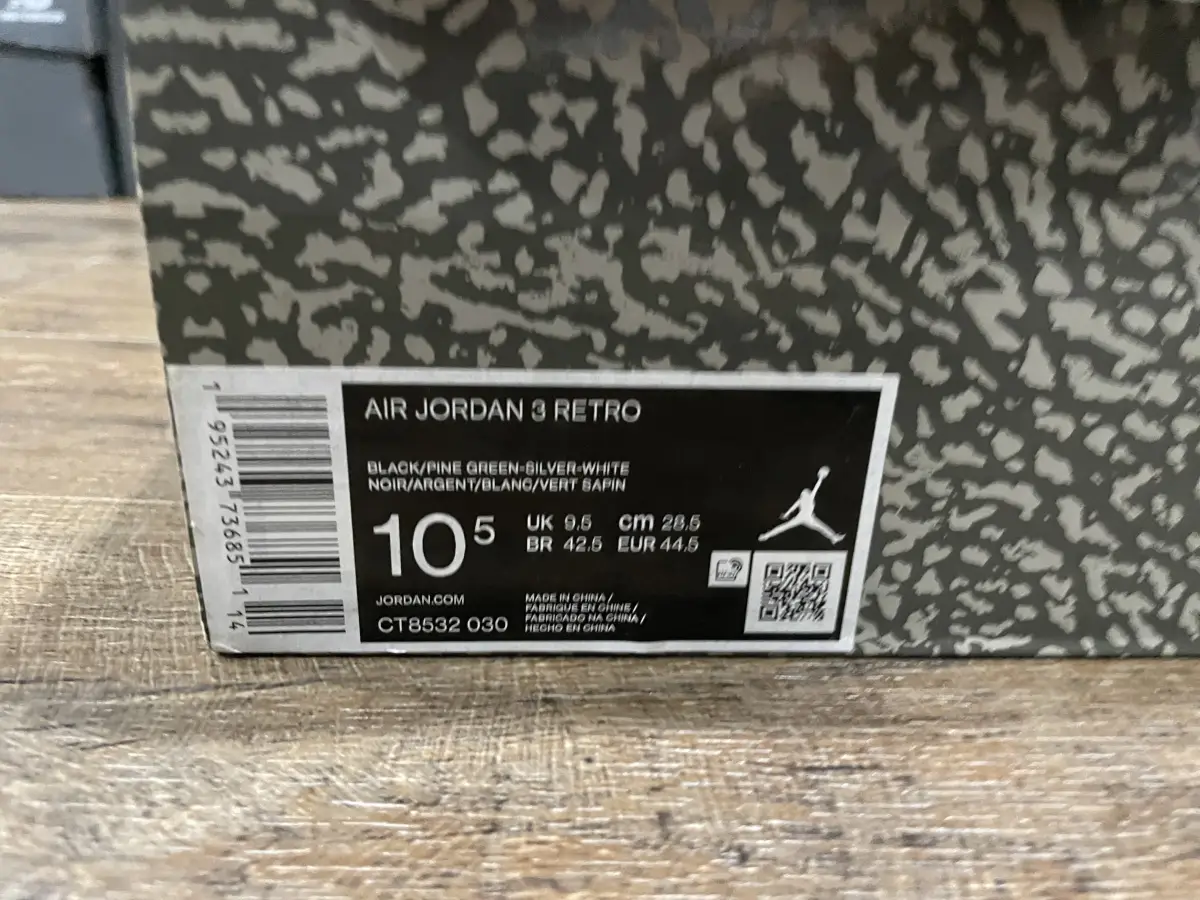 1 95243 73685 1 14
AIR JORDAN 3 RETRO
BLACK/PINE GREEN-SILVER-WHITE
NOIR/ARGENT/BLANC/VERT SAPIN
10 5
UK 9.5 cm 28.5
BR 42.5 EUR 44.5
JORDAN.COM
CT8532 030
MADE IN CHINA /
FABRIQUE EN CHINE /
FABRICADO NA CHINA /
HECHO EN CHINA